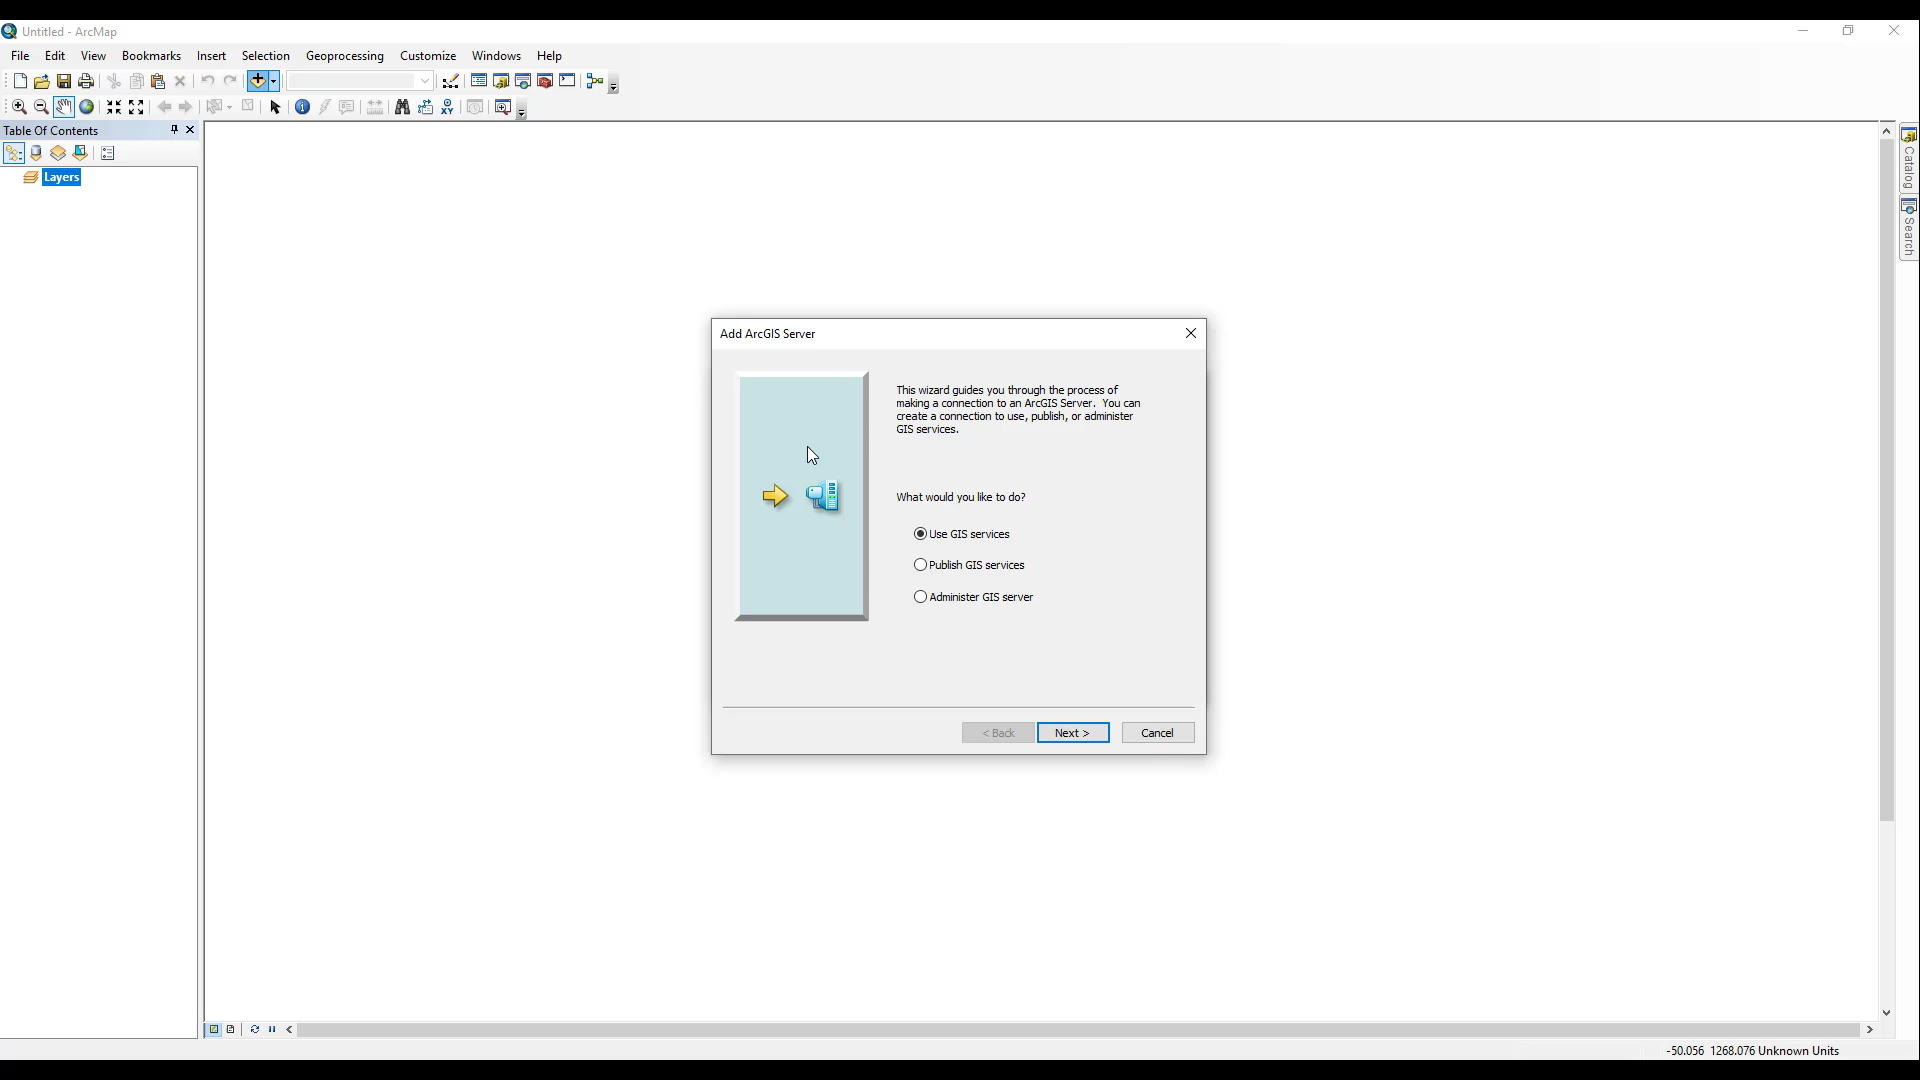 Untitled - ArcMap
File Edit View Bookmarks Insert Selection Geoprocessing Customize Windows Help
Table Of Contents
Layers
Catalog
Search
Add ArcGIS Server
This wizard guides you through the process of
making a connection to an ArcGIS Server. You can
create a connection to use, publish, or administer
GIS services.
What would you like to do?
Use GIS services
Publish GIS services
Administer GIS server
< Back Next > Cancel
-50.056 1268.076 Unknown Units